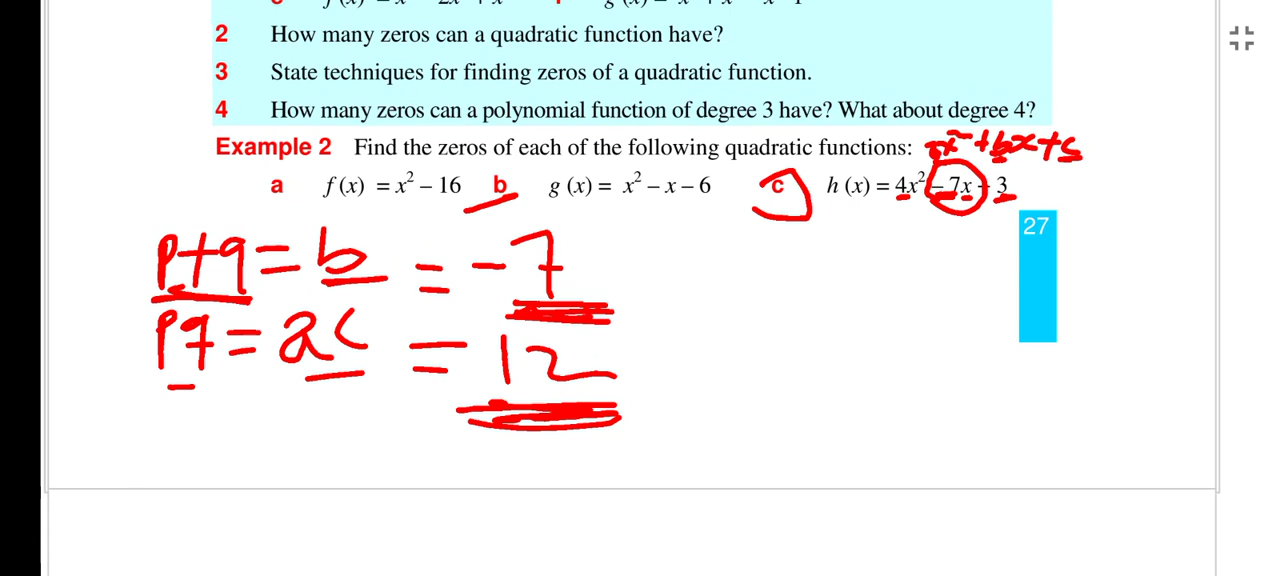 2 How many zeros can a quadratic function have?
3 State techniques for finding zeros of a quadratic function.
4 How many zeros can a polynomial function of degree 3 have? What about degree 4?
Example 2 Find the zeros of each of the following quadratic functions: ax² + bx + c
a f (x) = x² – 16 b g (x) = x² – x – 6 c h (x) = 4x² – 7x + 3
27
p+q = b = -7
pq = ac = 12